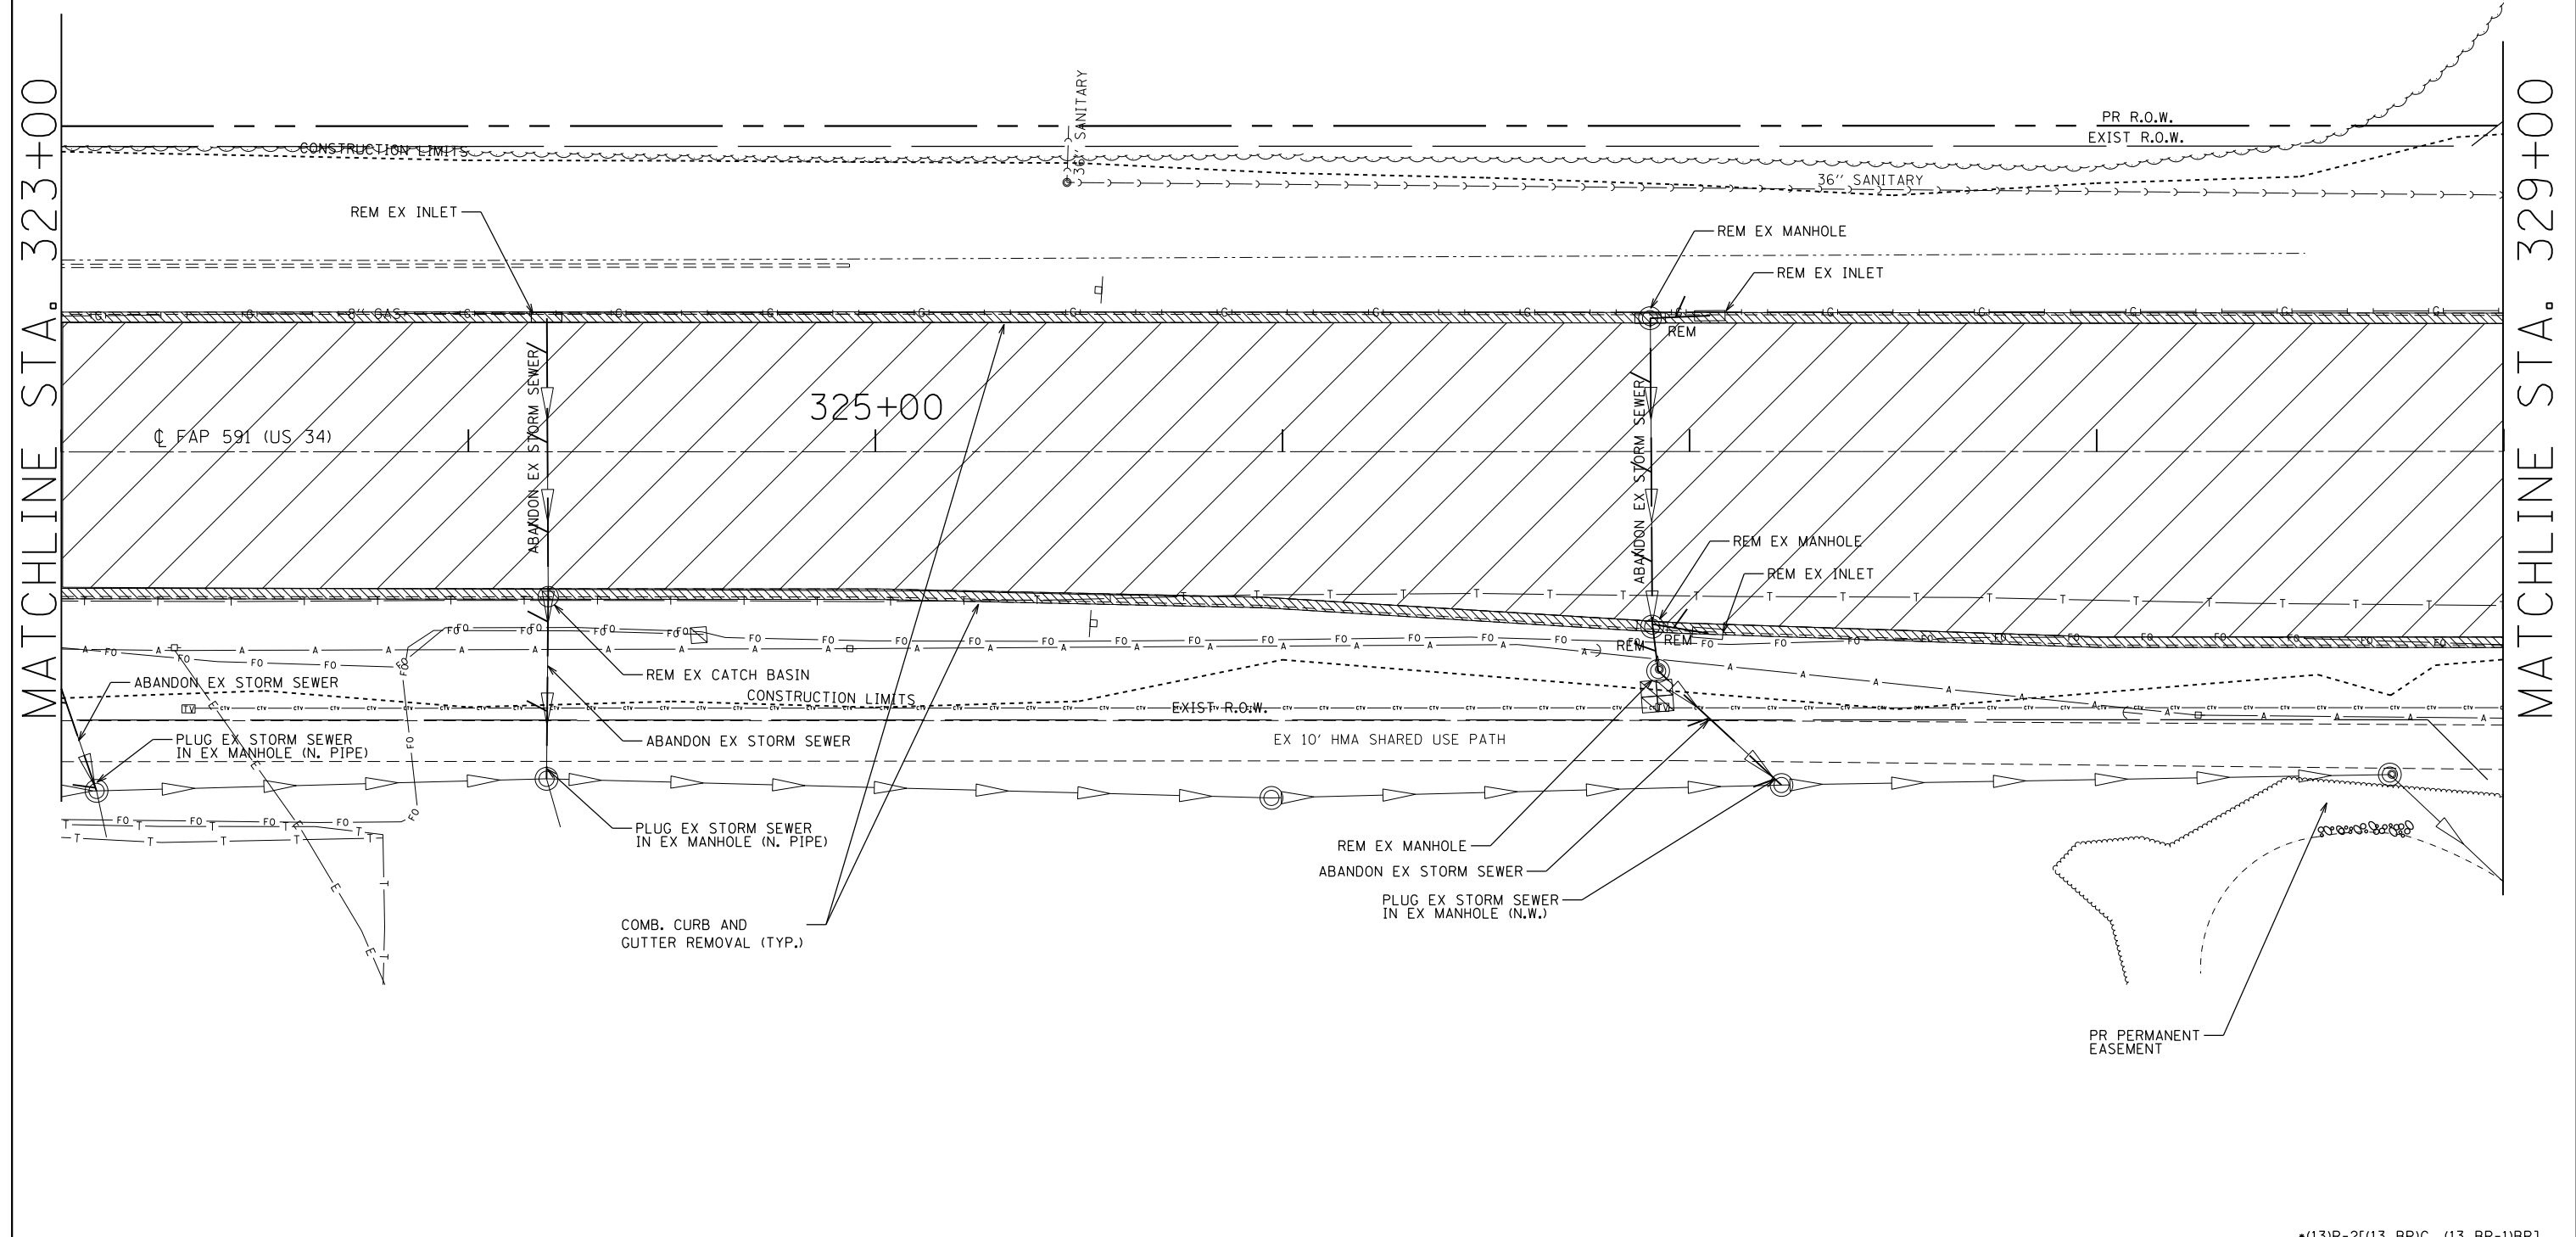 MATCHLINE STA. 323+00
MATCHLINE STA. 329+00
36'' SANITARY
PR R.O.W.
EXIST R.O.W.
CONSTRUCTION LIMITS
36'' SANITARY
REM EX INLET
REM EX MANHOLE
REM EX INLET
8'' GAS
REM
ABANDON EX STORM SEWER
325+00
ABANDON EX STORM SEWER
℄ FAP 591 (US 34)
REM EX MANHOLE
REM EX INLET
REM
REM
REM EX CATCH BASIN
ABANDON EX STORM SEWER
CONSTRUCTION LIMITS
TV
EXIST R.O.W.
TV
PLUG EX STORM SEWER
IN EX MANHOLE (N. PIPE)
ABANDON EX STORM SEWER
EX 10' HMA SHARED USE PATH
PLUG EX STORM SEWER
IN EX MANHOLE (N. PIPE)
REM EX MANHOLE
ABANDON EX STORM SEWER
PLUG EX STORM SEWER
IN EX MANHOLE (N.W.)
COMB. CURB AND
GUTTER REMOVAL (TYP.)
PR PERMANENT
EASEMENT